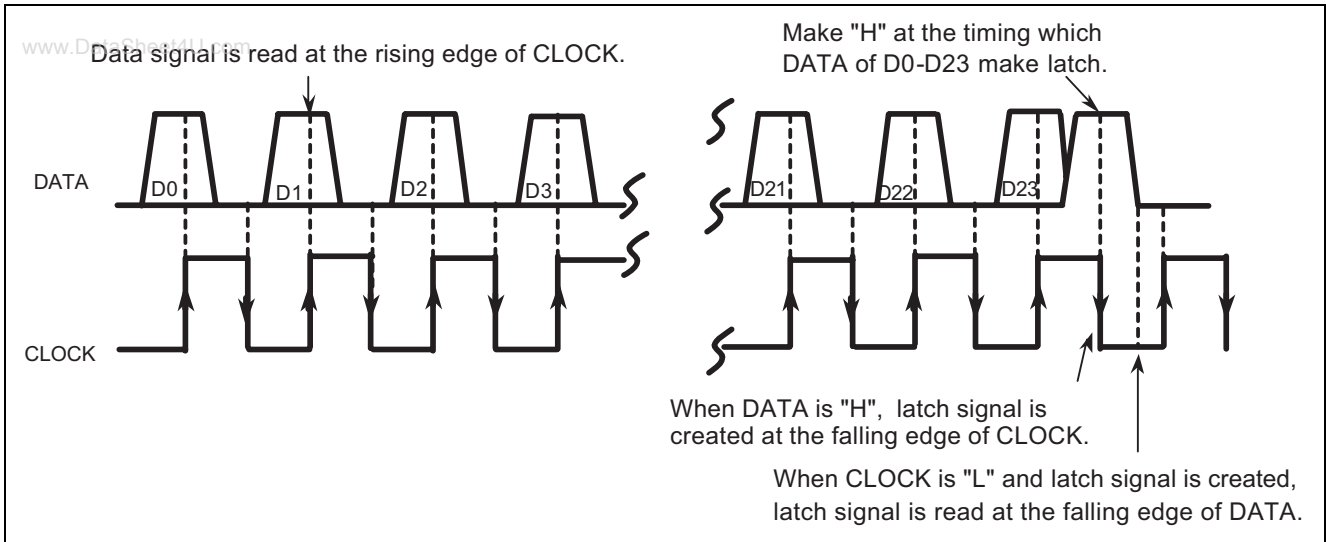 www.DataSheet4U.com
Data signal is read at the rising edge of CLOCK.
Make "H" at the timing which
DATA of D0-D23 make latch.
DATA
D0
D1
D2
D3
D21
D22
D23
CLOCK
When DATA is "H", latch signal is
created at the falling edge of CLOCK.
When CLOCK is "L" and latch signal is created,
latch signal is read at the falling edge of DATA.